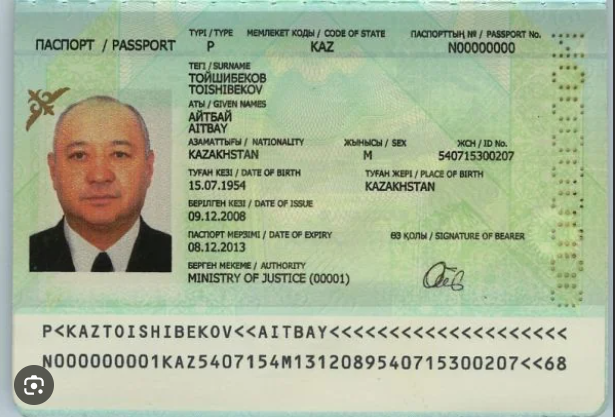 ПАСПОРТ / PASSPORT
ТҮРІ / TYPE МЕМЛЕКЕТ КОДЫ / CODE OF STATE ПАСПОРТТЫҢ № / PASSPORT No.
P KAZ N00000000
ТЕГІ / SURNAME
ТОЙШИБЕКОВ
TOISHIBEKOV
АТЫ / GIVEN NAMES
АЙТБАЙ
AITBAY
АЗАМАТТЫҒЫ / NATIONALITY ЖЫНЫСЫ / SEX ЖСН / ID No.
KAZAKHSTAN M 540715300207
ТУҒАН КЕЗІ / DATE OF BIRTH ТУҒАН ЖЕРІ / PLACE OF BIRTH
15.07.1954 KAZAKHSTAN
БЕРІЛГЕН КЕЗІ / DATE OF ISSUE
09.12.2008
ПАСПОРТ МЕРЗІМІ / DATE OF EXPIRY ӨЗ ҚОЛЫ / SIGNATURE OF BEARER
08.12.2013
БЕРГЕН МЕКЕМЕ / AUTHORITY
MINISTRY OF JUSTICE (00001)
P<KAZTOISHIBEKOV<<AITBAY<<<<<<<<<<<<<<<<<<<<
N000000001KAZ5407154M1312089540715300207<<68